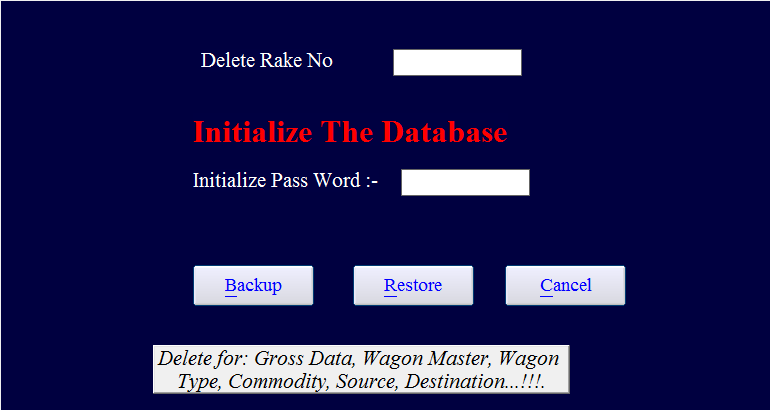 Delete Rake No
Initialize The Database
Initialize Pass Word :-
Backup Restore Cancel
Delete for: Gross Data, Wagon Master, Wagon
Type, Commodity, Source, Destination...!!!.